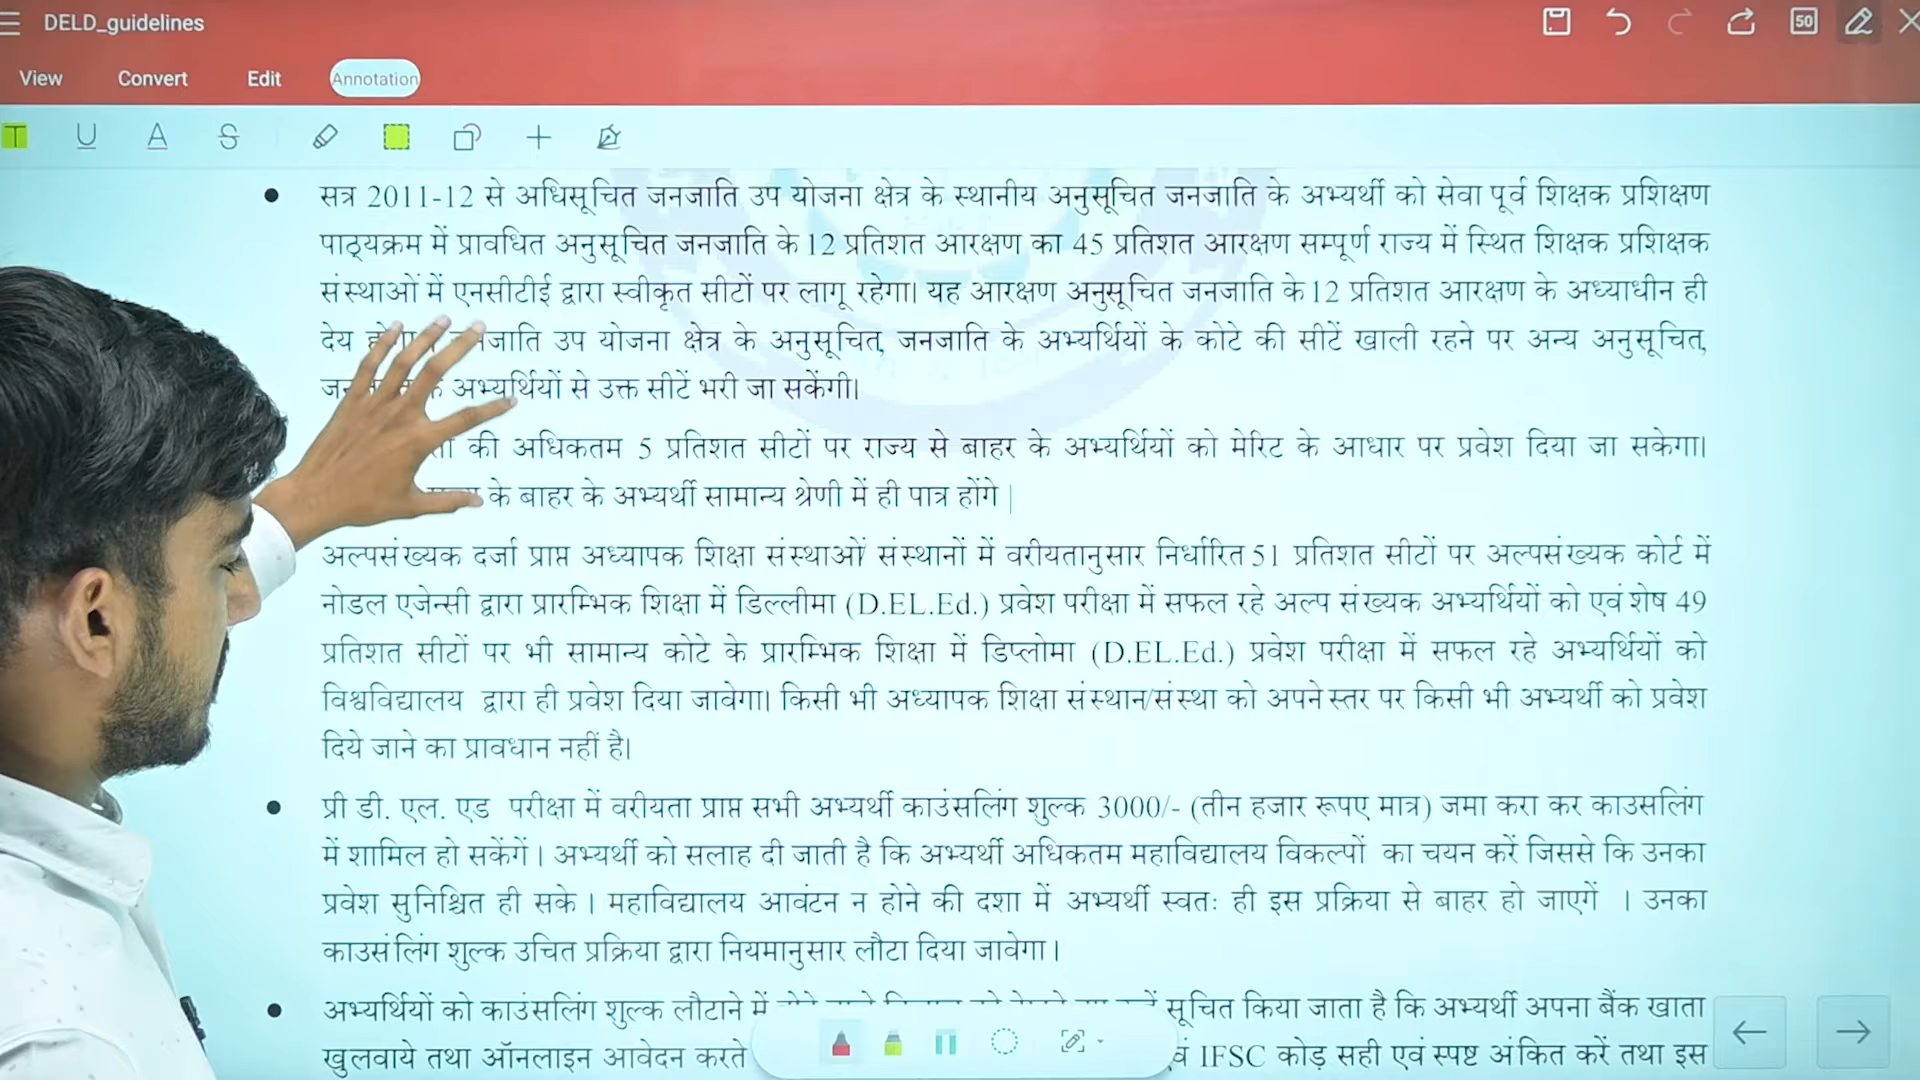 DELD_guidelines
50
View Convert Edit Annotation
T U A S
सत्र 2011-12 से अधिसूचित जनजाति उप योजना क्षेत्र के स्थानीय अनुसूचित जनजाति के अभ्यर्थी को सेवा पूर्व शिक्षक प्रशिक्षण
पाठ्यक्रम में प्रावधित अनुसूचित जनजाति के 12 प्रतिशत आरक्षण का 45 प्रतिशत आरक्षण सम्पूर्ण राज्य में स्थित शिक्षक प्रशिक्षक
संस्थाओं में एनसीटीई द्वारा स्वीकृत सीटों पर लागू रहेगा। यह आरक्षण अनुसूचित जनजाति के 12 प्रतिशत आरक्षण के अध्याधीन ही
देय उप योजना क्षेत्र के अनुसूचित, जनजाति के अभ्यर्थियों के कोटे की सीटें खाली रहने पर अन्य अनुसूचित,
अभ्यर्थियों से उक्त सीटें भरी जा सकेंगी।
की अधिकतम 5 प्रतिशत सीटों पर राज्य से बाहर के अभ्यर्थियों को मेरिट के आधार पर प्रवेश दिया जा सकेगा।
के बाहर के अभ्यर्थी सामान्य श्रेणी में ही पात्र होंगे |
अल्पसंख्यक दर्जा प्राप्त अध्यापक शिक्षा संस्थाओं/ संस्थानों में वरीयतानुसार निर्धारित 51 प्रतिशत सीटों पर अल्पसंख्यक कोर्ट में
नोडल एजेन्सी द्वारा प्रारम्भिक शिक्षा में डिल्लीमा (D.EL.Ed.) प्रवेश परीक्षा में सफल रहे अल्प संख्यक अभ्यर्थियों को एवं शेष 49
प्रतिशत सीटों पर भी सामान्य कोटे के प्रारम्भिक शिक्षा में डिप्लोमा (D.EL.Ed.) प्रवेश परीक्षा में सफल रहे अभ्यर्थियों को
विश्वविद्यालय द्वारा ही प्रवेश दिया जावेगा। किसी भी अध्यापक शिक्षा संस्थान/संस्था को अपने स्तर पर किसी भी अभ्यर्थी को प्रवेश
दिये जाने का प्रावधान नहीं है।
प्री डी. एल. एड परीक्षा में वरीयता प्राप्त सभी अभ्यर्थी काउंसलिंग शुल्क 3000/- (तीन हजार रूपए मात्र) जमा करा कर काउसलिंग
में शामिल हो सकेंगें। अभ्यर्थी को सलाह दी जाती है कि अभ्यर्थी अधिकतम महाविद्यालय विकल्पों का चयन करें जिससे कि उनका
प्रवेश सुनिश्चित ही सके। महाविद्यालय आवंटन न होने की दशा में अभ्यर्थी स्वतः ही इस प्रक्रिया से बाहर हो जाएगें । उनका
काउसंलिंग शुल्क उचित प्रक्रिया द्वारा नियमानुसार लौटा दिया जावेगा।
अभ्यर्थियों को काउंसलिंग शुल्क लौटाने में सूचित किया जाता है कि अभ्यर्थी अपना बैंक खाता
खुलवाये तथा ऑनलाइन आवेदन करते IFSC कोड़ सही एवं स्पष्ट अंकित करें तथा इस